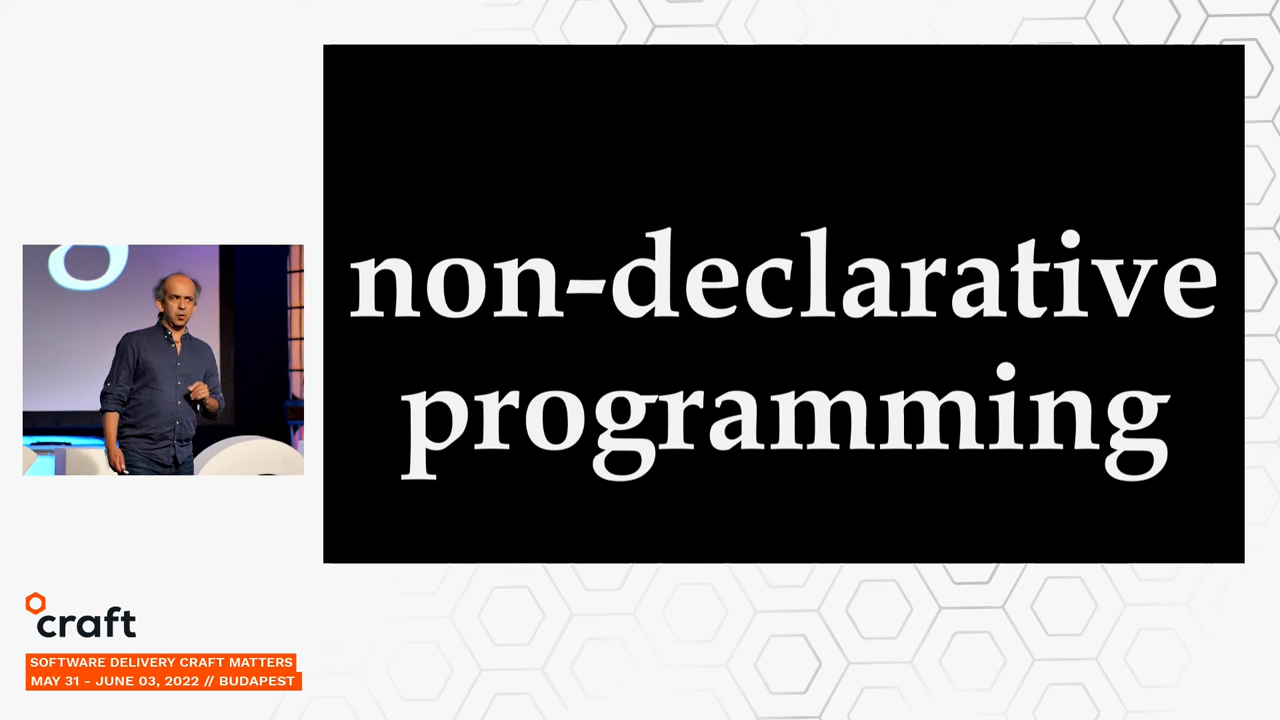 non-declarative
programming
craft
SOFTWARE DELIVERY CRAFT MATTERS
MAY 31 - JUNE 03, 2022 // BUDAPEST